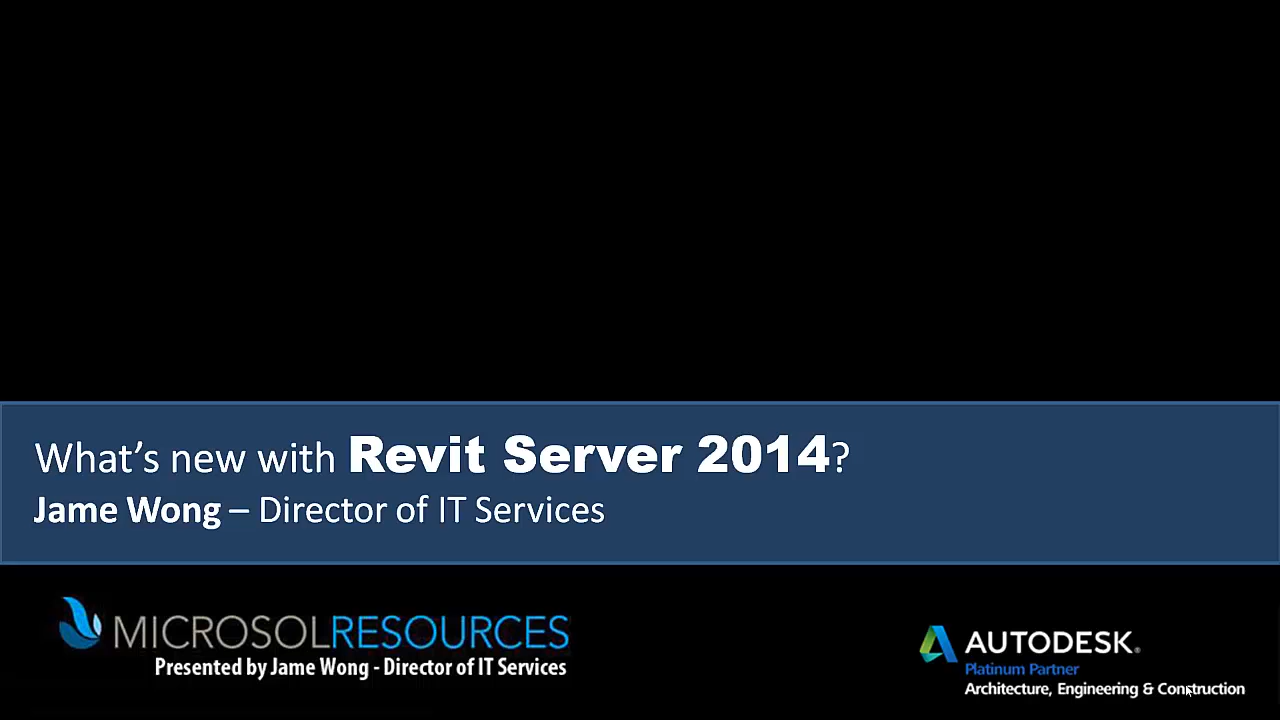 What's new with Revit Server 2014?
Jame Wong – Director of IT Services
MICROSOLRESOURCES
Presented by Jame Wong - Director of IT Services
AUTODESK®
Platinum Partner
Architecture, Engineering & Construction